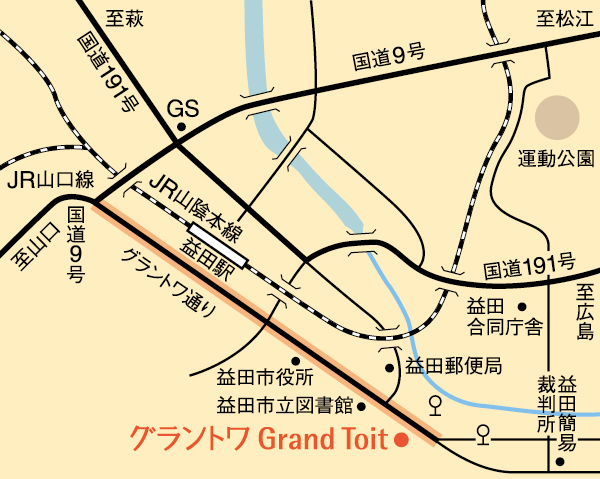 至萩
至松江
国道191号
国道9号
GS
運動公園
JR山口線
JR山陰本線
国道9号
至山口
益田駅
グラントワ通り
国道191号
至広島
益田
合同庁舎
益田郵便局
益田市役所
益田簡易
裁判所
益田市立図書館
グラントワ Grand Toit